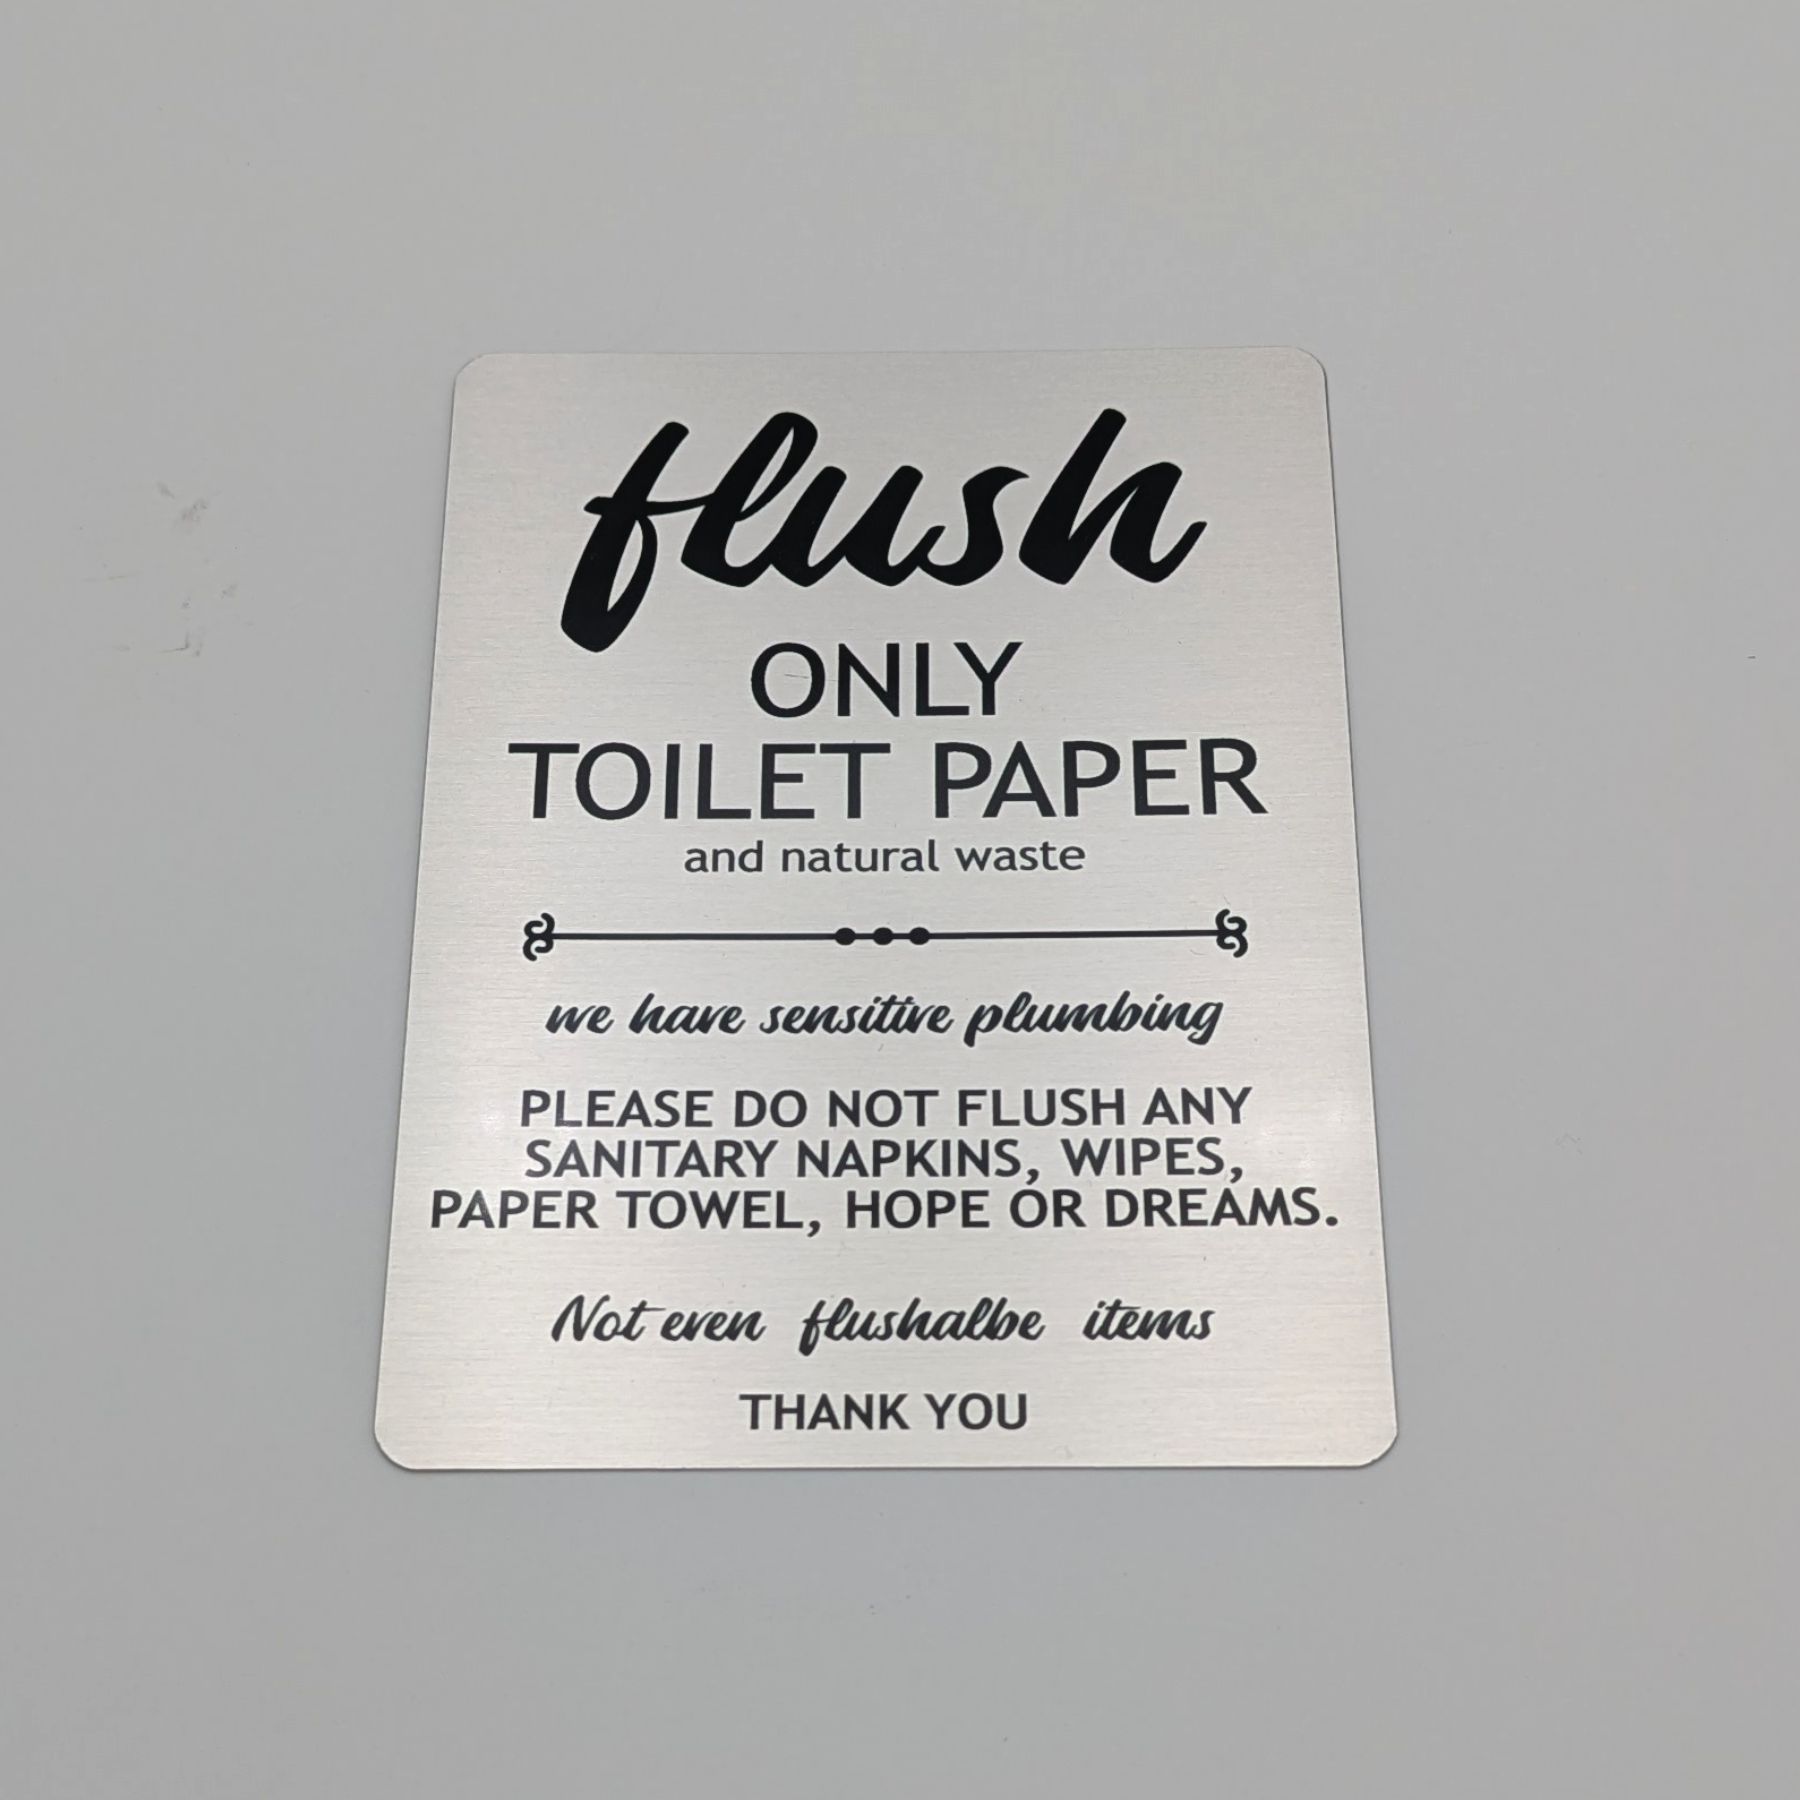 flush
ONLY
TOILET PAPER
and natural waste
we have sensitive plumbing
PLEASE DO NOT FLUSH ANY
SANITARY NAPKINS, WIPES,
PAPER TOWEL, HOPE OR DREAMS.
Not even flushalbe items
THANK YOU